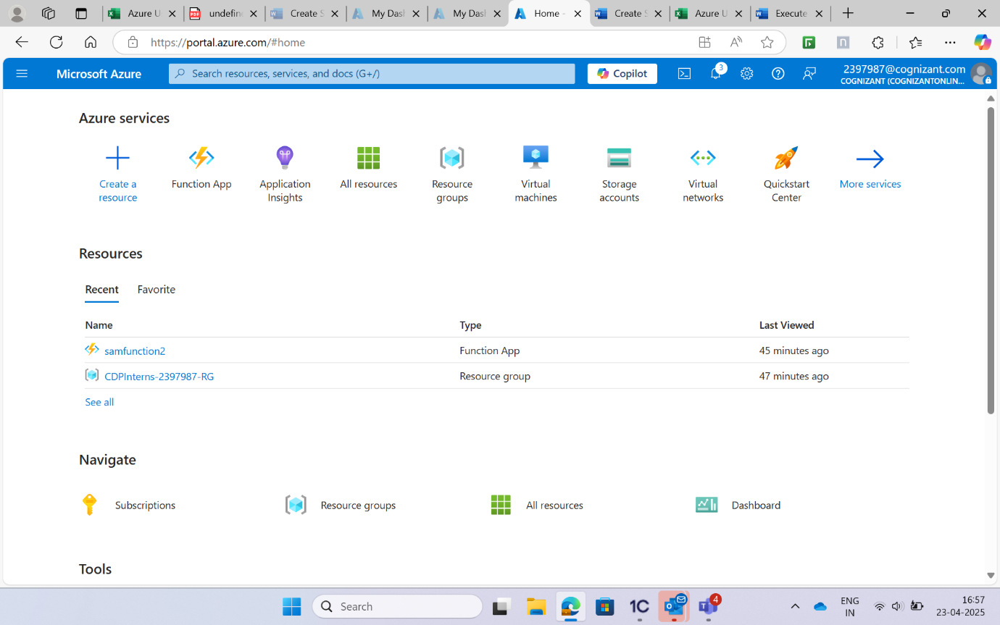 Azure U
undefin
Create S
My Dash
My Dash
Home -
Create S
Azure U
Execute
https://portal.azure.com/#home
Microsoft Azure
Search resources, services, and docs (G+/)
Copilot
3
2397987@cognizant.com
COGNIZANT (COGNIZANTONLIN...
Azure services
Create a
resource
Function App
Application
Insights
All resources
Resource
groups
Virtual
machines
Storage
accounts
Virtual
networks
Quickstart
Center
More services
Resources
Recent
Favorite
Name
Type
Last Viewed
samfunction2
Function App
45 minutes ago
CDPInterns-2397987-RG
Resource group
47 minutes ago
See all
Navigate
Subscriptions
Resource groups
All resources
Dashboard
Tools
Search
1C
4
ENG
IN
16:57
23-04-2025